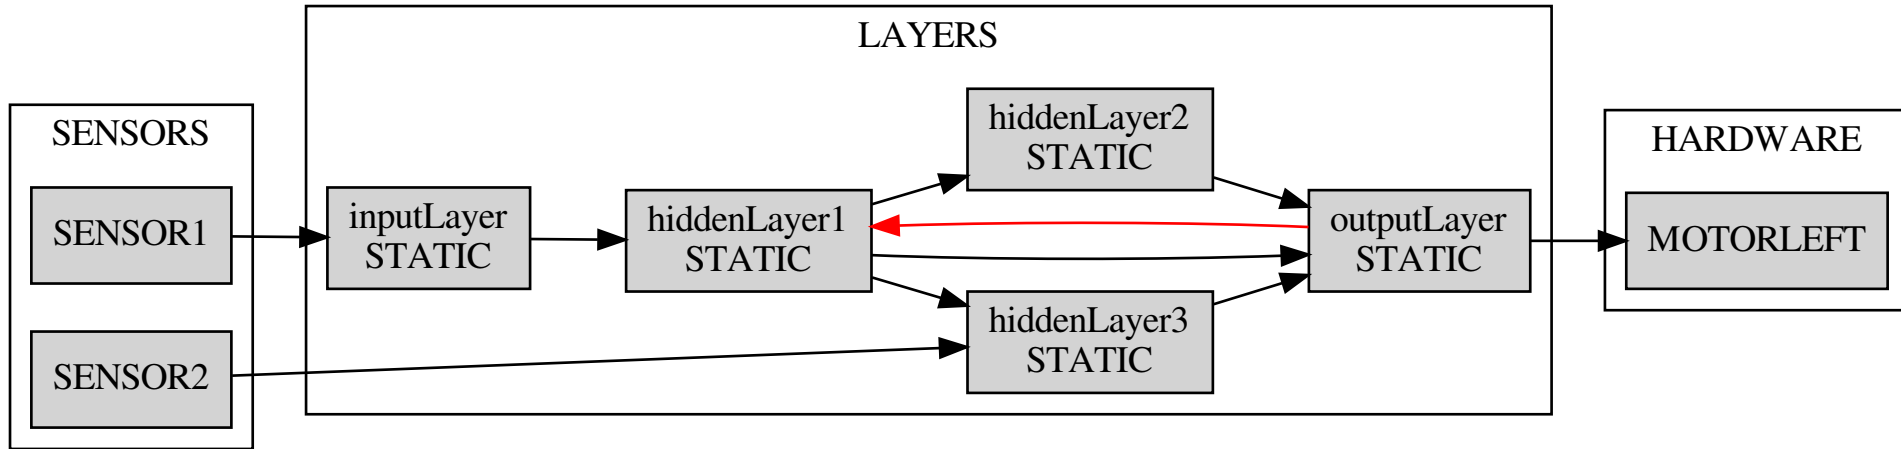 LAYERS
SENSORS
SENSOR1
SENSOR2
inputLayer
STATIC
hiddenLayer1
STATIC
hiddenLayer2
STATIC
hiddenLayer3
STATIC
outputLayer
STATIC
HARDWARE
MOTORLEFT